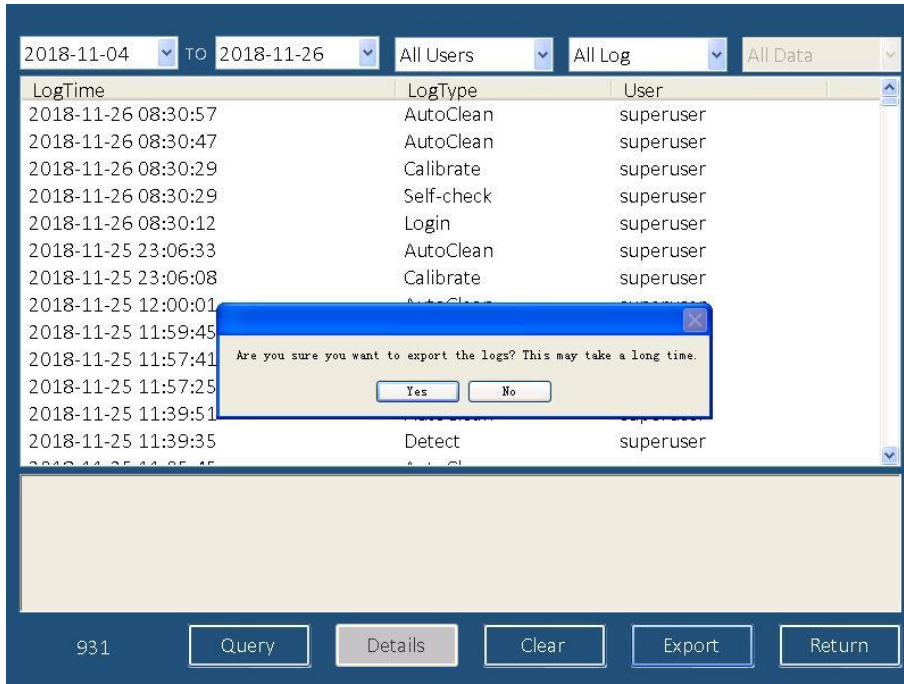 2018-11-04 TO 2018-11-26 All Users All Log All Data
LogTime LogType User
2018-11-26 08:30:57 AutoClean superuser
2018-11-26 08:30:47 AutoClean superuser
2018-11-26 08:30:29 Calibrate superuser
2018-11-26 08:30:29 Self-check superuser
2018-11-26 08:30:12 Login superuser
2018-11-25 23:06:33 AutoClean superuser
2018-11-25 23:06:08 Calibrate superuser
2018-11-25 12:00:01 AutoClean superuser
2018-11-25 11:59:45
2018-11-25 11:57:41
Are you sure you want to export the logs? This may take a long time.
2018-11-25 11:57:25
Yes No
2018-11-25 11:39:51
2018-11-25 11:39:35 Detect superuser
931 Query Details Clear Export Return